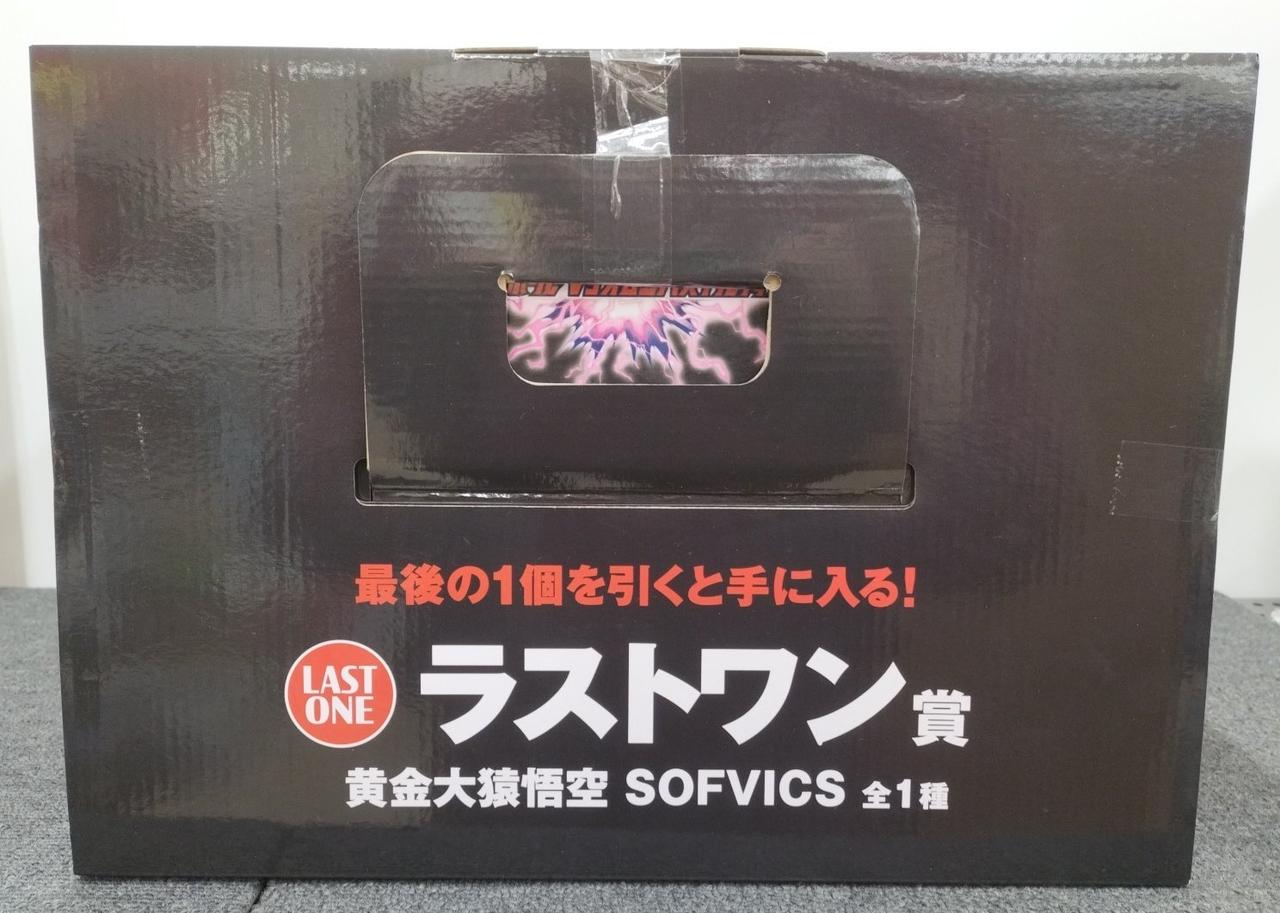 最後の1個を引くと手に入る!
LAST
ONE
ラストワン賞
黄金大猿悟空 SOFVICS 全1種